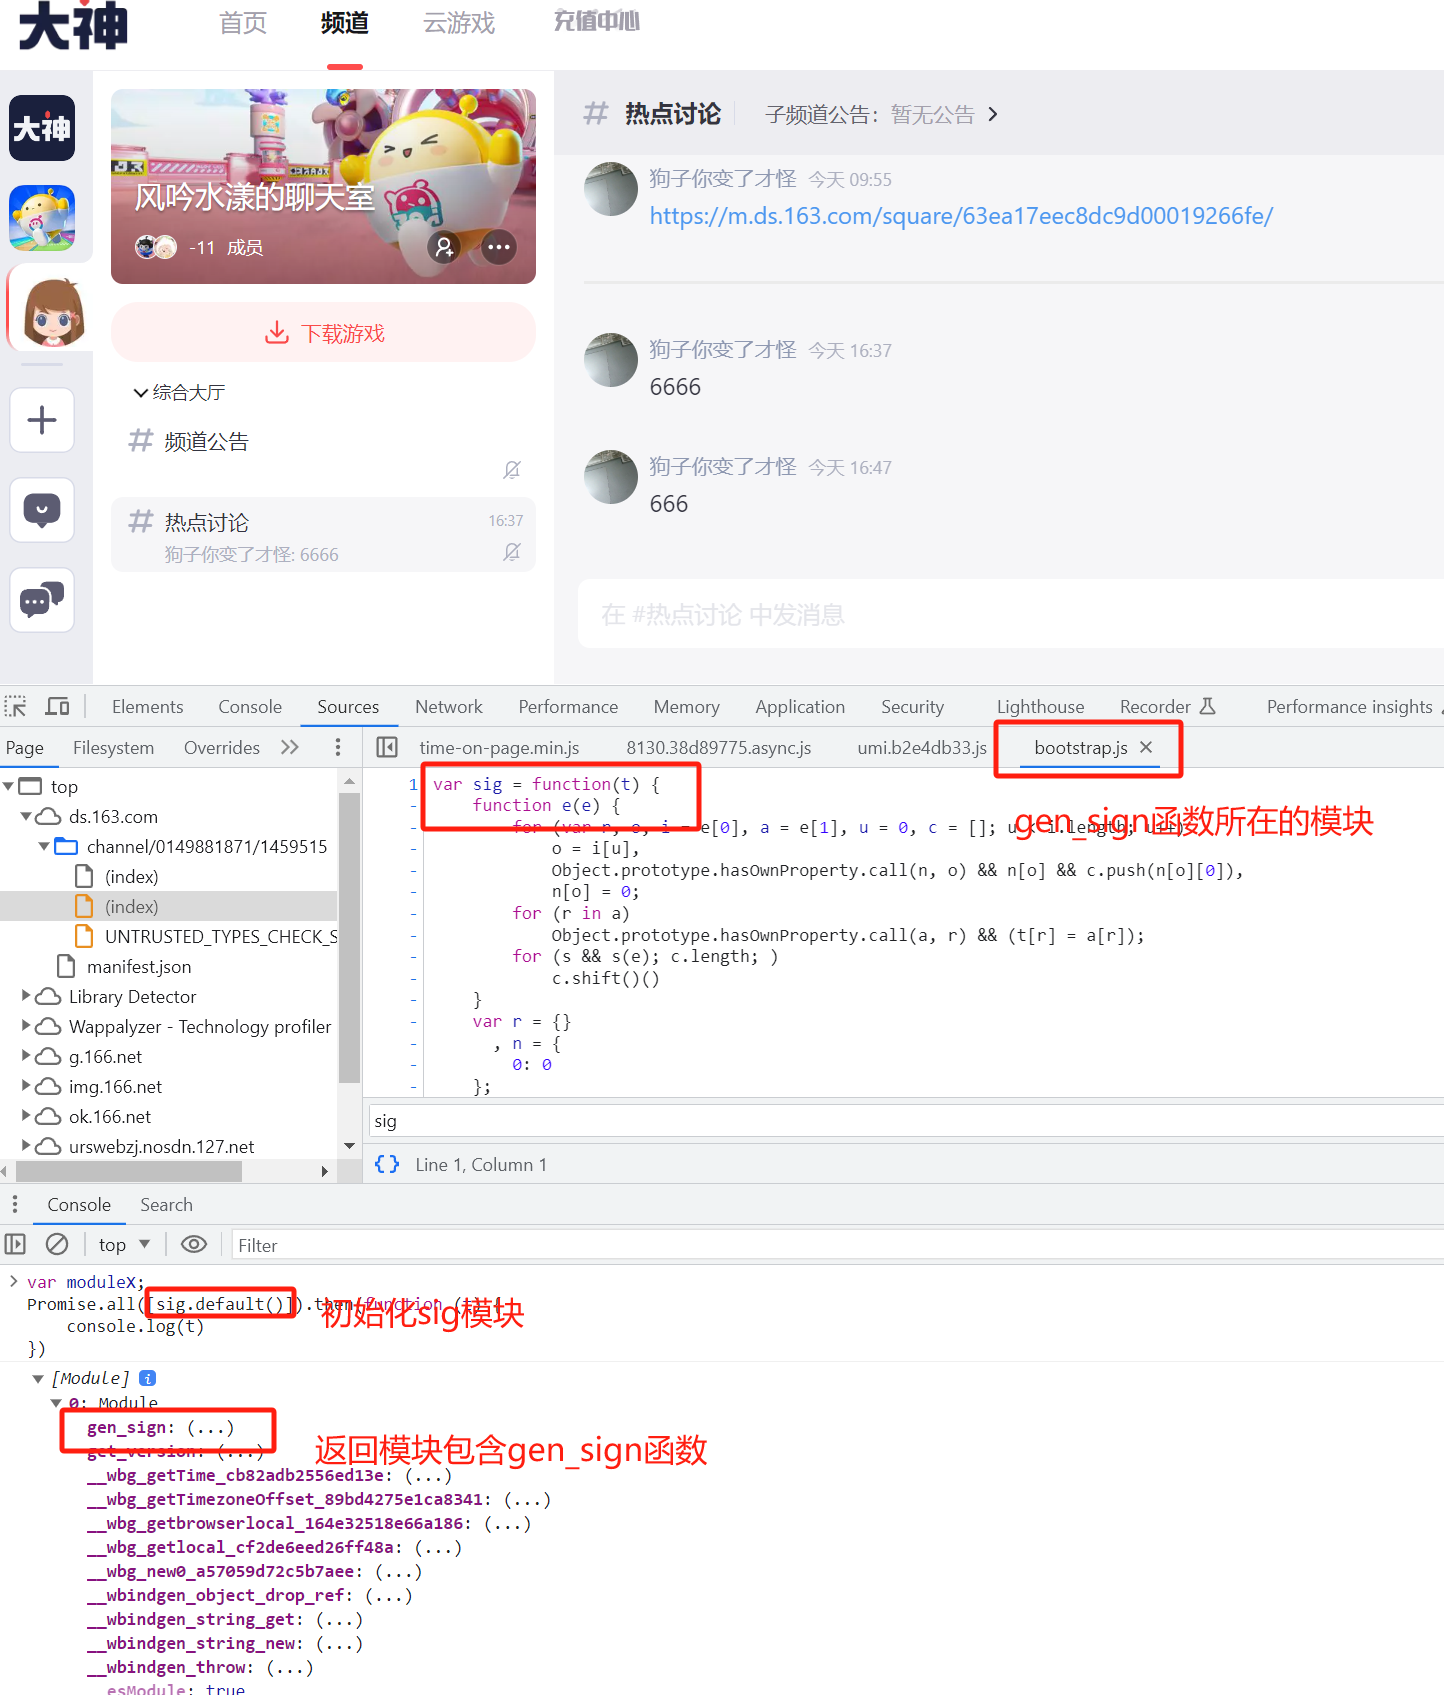 大神
首页
频道
云游戏
充值中心
大神
风吟水漾的聊天室
-11 成员
下载游戏
综合大厅
# 频道公告
# 热点讨论
16:37
狗子你变了才怪: 6666
# 热点讨论
子频道公告: 暂无公告
狗子你变了才怪 今天 09:55
https://m.ds.163.com/square/63ea17eec8dc9d00019266fe/
狗子你变了才怪 今天 16:37
6666
狗子你变了才怪 今天 16:47
666
在 #热点讨论 中发消息
Elements Console Sources Network Performance Memory Application Security Lighthouse Recorder Performance insights
Page Filesystem Overrides
time-on-page.min.js 8130.38d89775.async.js umi.b2e4db33.js bootstrap.js
top
ds.163.com
channel/0149881871/1459515
(index)
(index)
UNTRUSTED_TYPES_CHECK_S
manifest.json
Library Detector
Wappalyzer - Technology profiler
g.166.net
img.166.net
ok.166.net
urswebzj.nosdn.127.net
1 var sig = function(t) {
- function e(e) {
- for (var r, o, i = e[0], a = e[1], u = 0, c = []; u < i.length; u++)
- o = i[u],
- Object.prototype.hasOwnProperty.call(n, o) && n[o] && c.push(n[o][0]),
- n[o] = 0;
- for (r in a)
- Object.prototype.hasOwnProperty.call(a, r) && (t[r] = a[r]);
- for (s && s(e); c.length; )
- c.shift()()
- }
- var r = {}
- , n = {
- 0: 0
- };
gen_sign函数所在的模块
sig
{} Line 1, Column 1
Console Search
top
Filter
var moduleX;
Promise.all([sig.default()]).then(function (t) {
console.log(t)
})
初始化sig模块
[Module] i
0: Module
gen_sign: (...)
get_version: (...)
__wbg_getTime_cb82adb2556ed13e: (...)
__wbg_getTimezoneOffset_89bd4275e1ca8341: (...)
__wbg_getbrowserlocal_164e32518e66a186: (...)
__wbg_getlocal_cf2de6eed26ff48a: (...)
__wbg_new0_a57059d72c5b7aee: (...)
__wbindgen_object_drop_ref: (...)
__wbindgen_string_get: (...)
__wbindgen_string_new: (...)
__wbindgen_throw: (...)
__esModule: true
返回模块包含gen_sign函数